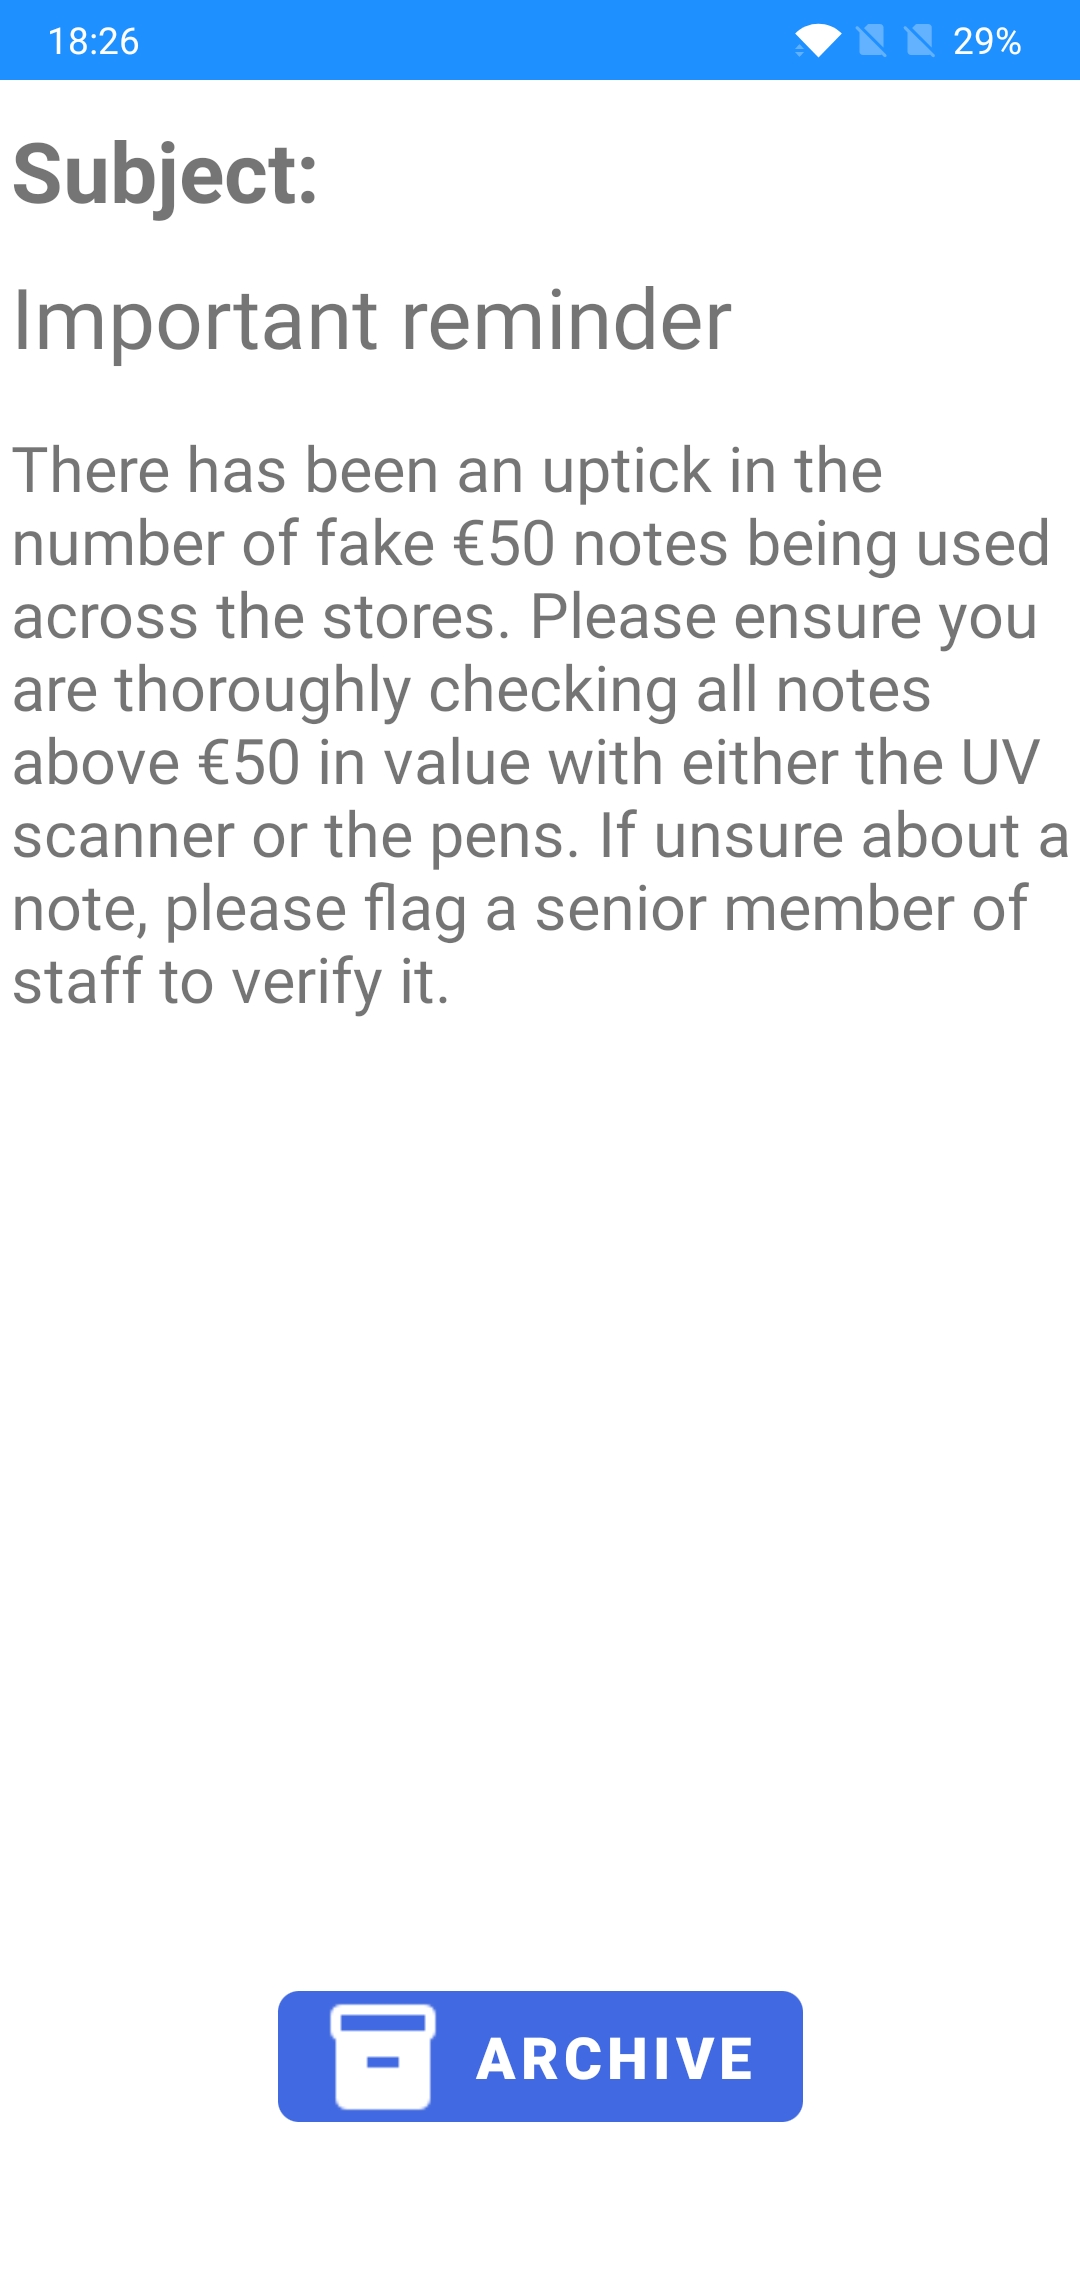 18:26 29%
Subject:
Important reminder
There has been an uptick in the
number of fake €50 notes being used
across the stores. Please ensure you
are thoroughly checking all notes
above €50 in value with either the UV
scanner or the pens. If unsure about a
note, please flag a senior member of
staff to verify it.
ARCHIVE